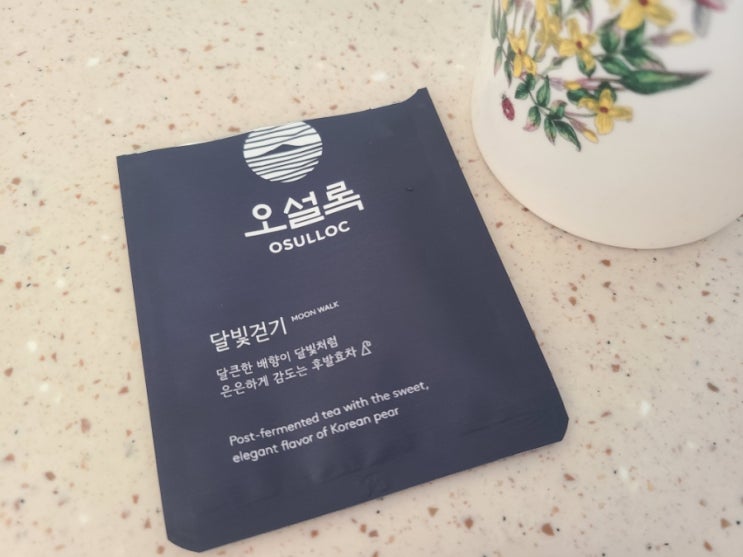 오설록
OSULLOC
달빛걷기 MOON WALK
달큰한 배향이 달빛처럼
은은하게 감도는 후발효차
Post-fermented tea with the sweet,
elegant flavor of Korean pear